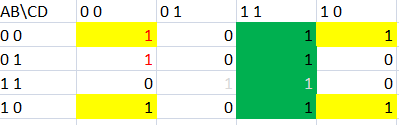 AB\CD 0 0 0 1 1 1 1 0
0 0 1 0 1 1
0 1 1 0 1 0
1 1 0 1 1 0
1 0 1 0 1 1